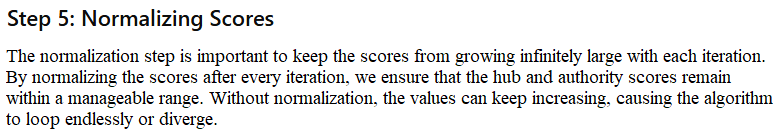 Step 5: Normalizing Scores
The normalization step is important to keep the scores from growing infinitely large with each iteration.
By normalizing the scores after every iteration, we ensure that the hub and authority scores remain
within a manageable range. Without normalization, the values can keep increasing, causing the algorithm
to loop endlessly or diverge.